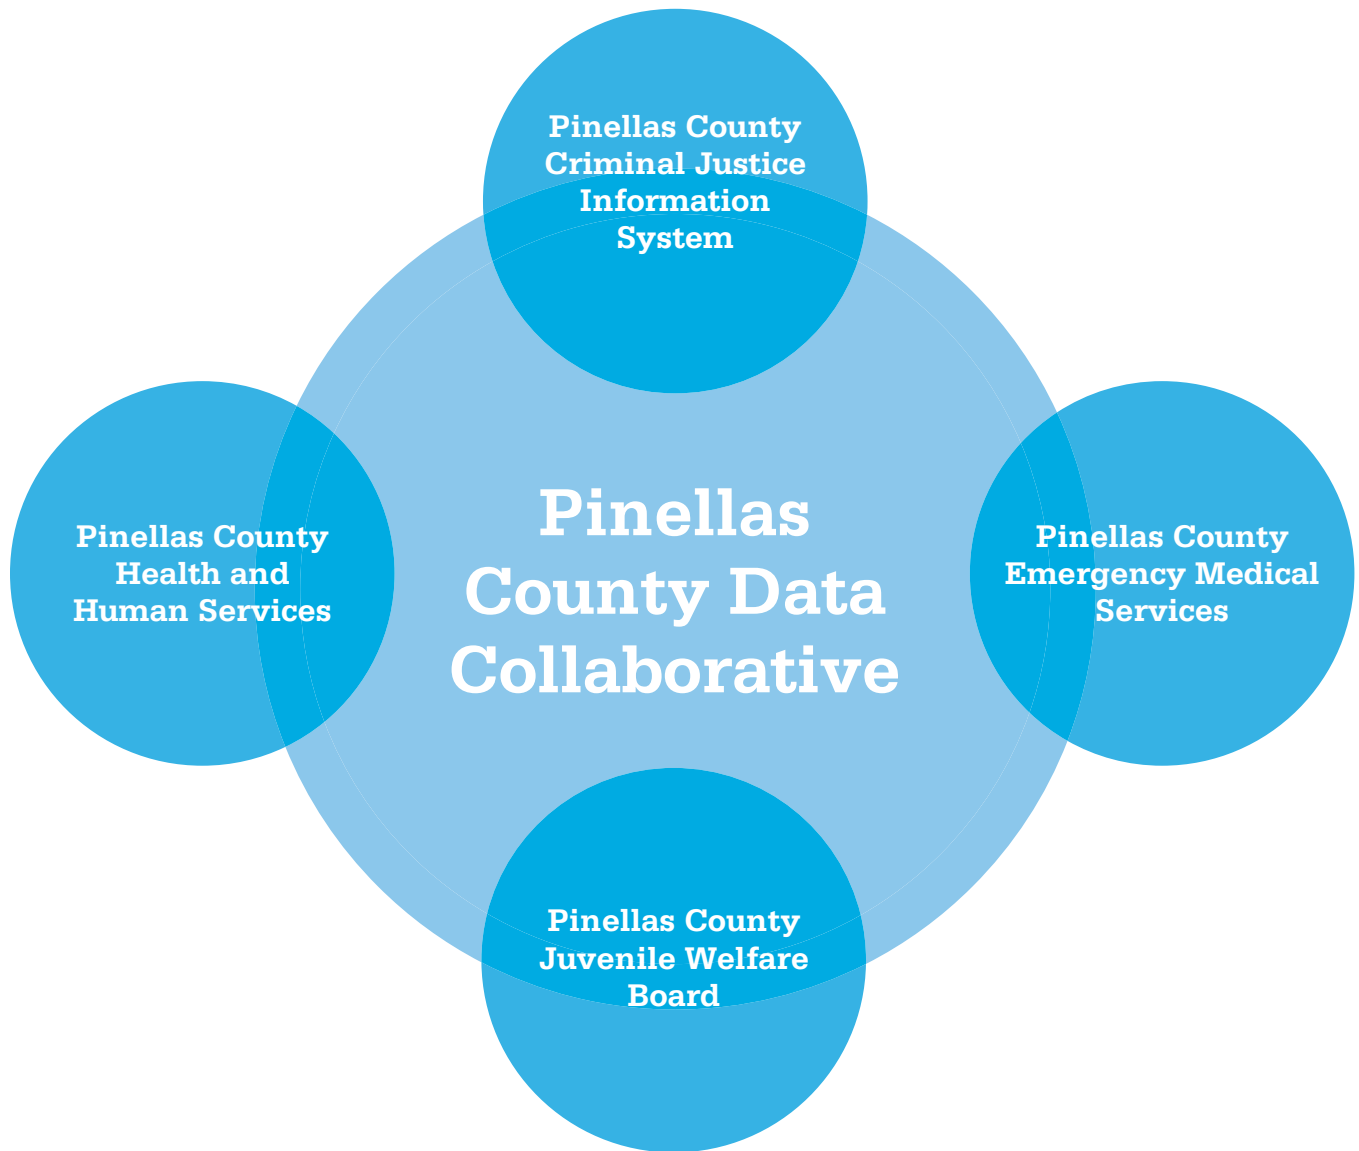 Pinellas County
Criminal Justice
Information
System
Pinellas County
Health and
Human Services
Pinellas
County Data
Collaborative
Pinellas County
Emergency Medical
Services
Pinellas County
Juvenile Welfare
Board